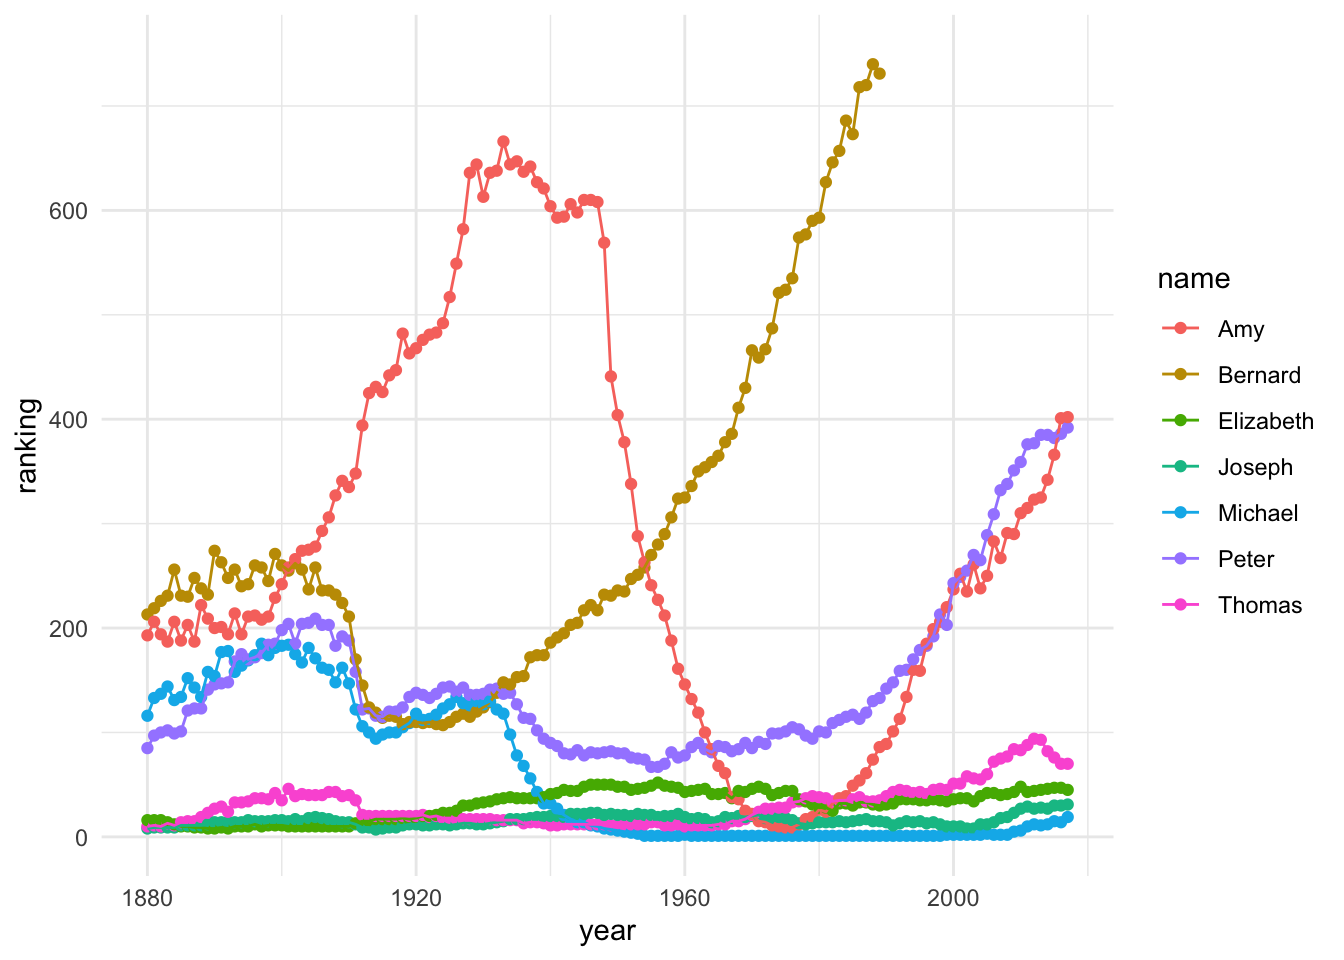 600
400
200
0
ranking
1880
1920
1960
2000
year
name
Amy
Bernard
Elizabeth
Joseph
Michael
Peter
Thomas